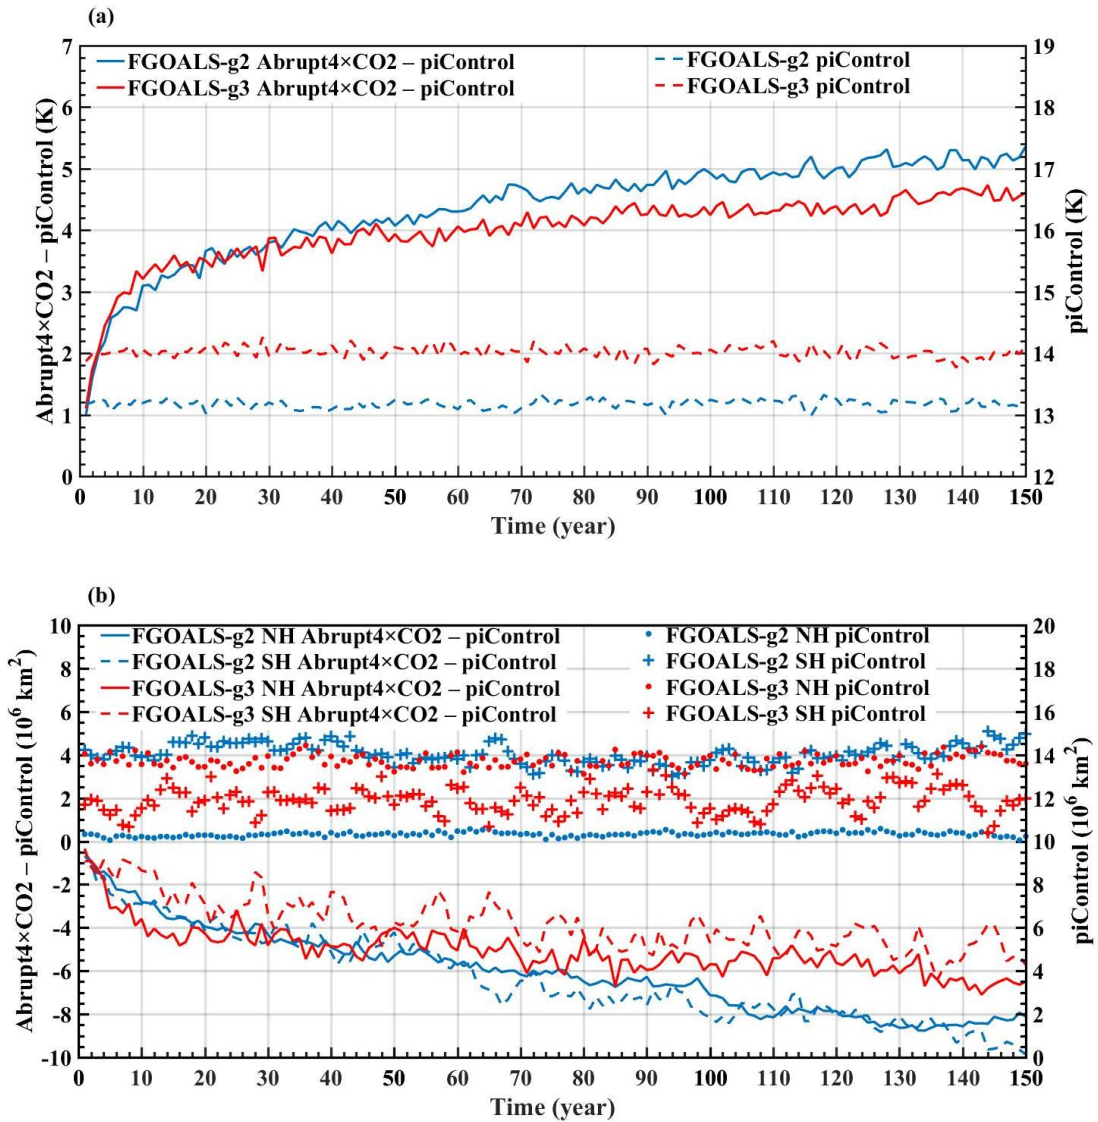 (a)
FGOALS-g2 Abrupt4×CO2 – piControl
FGOALS-g3 Abrupt4×CO2 – piControl
FGOALS-g2 piControl
FGOALS-g3 piControl
Abrupt4×CO2 – piControl (K)
7
6
5
4
3
2
1
0
piControl (K)
19
18
17
16
15
14
13
12
0 10 20 30 40 50 60 70 80 90 100 110 120 130 140 150
Time (year)
(b)
FGOALS-g2 NH Abrupt4×CO2 – piControl
FGOALS-g2 SH Abrupt4×CO2 – piControl
FGOALS-g3 NH Abrupt4×CO2 – piControl
FGOALS-g3 SH Abrupt4×CO2 – piControl
FGOALS-g2 NH piControl
FGOALS-g2 SH piControl
FGOALS-g3 NH piControl
FGOALS-g3 SH piControl
Abrupt4×CO2 – piControl (10⁶ km²)
10
8
6
4
2
0
-2
-4
-6
-8
-10
piControl (10⁶ km²)
20
18
16
14
12
10
8
6
4
2
0
0 10 20 30 40 50 60 70 80 90 100 110 120 130 140 150
Time (year)